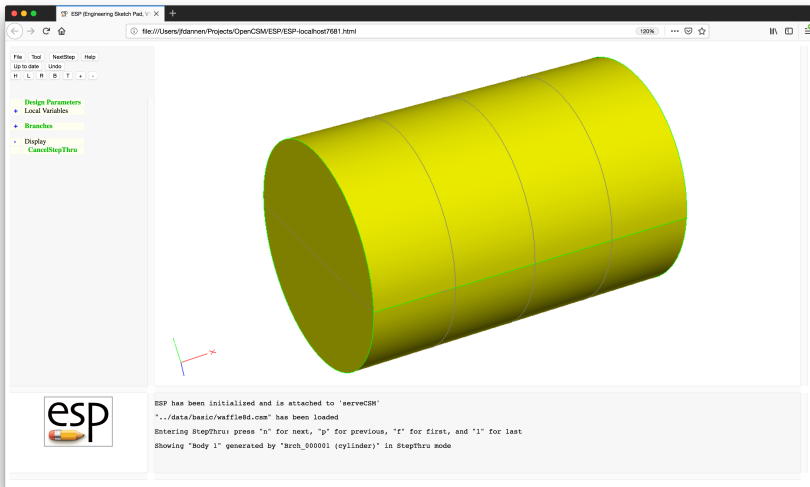 ESP (Engineering Sketch Pad, V
file:///Users/jfdannen/Projects/OpenCSM/ESP/ESP-localhost7681.html
120%
File Tool NextStep Help
Up to date Undo
H L R B T + -
Design Parameters
+ Local Variables
+ Branches
- Display
CancelStepThru
x
esp
ESP has been initialized and is attached to 'serveCSM'
"../data/basic/waffle8d.csm" has been loaded
Entering StepThru: press "n" for next, "p" for previous, "f" for first, and "l" for last
Showing "Body 1" generated by "Brch_000001 (cylinder)" in StepThru mode